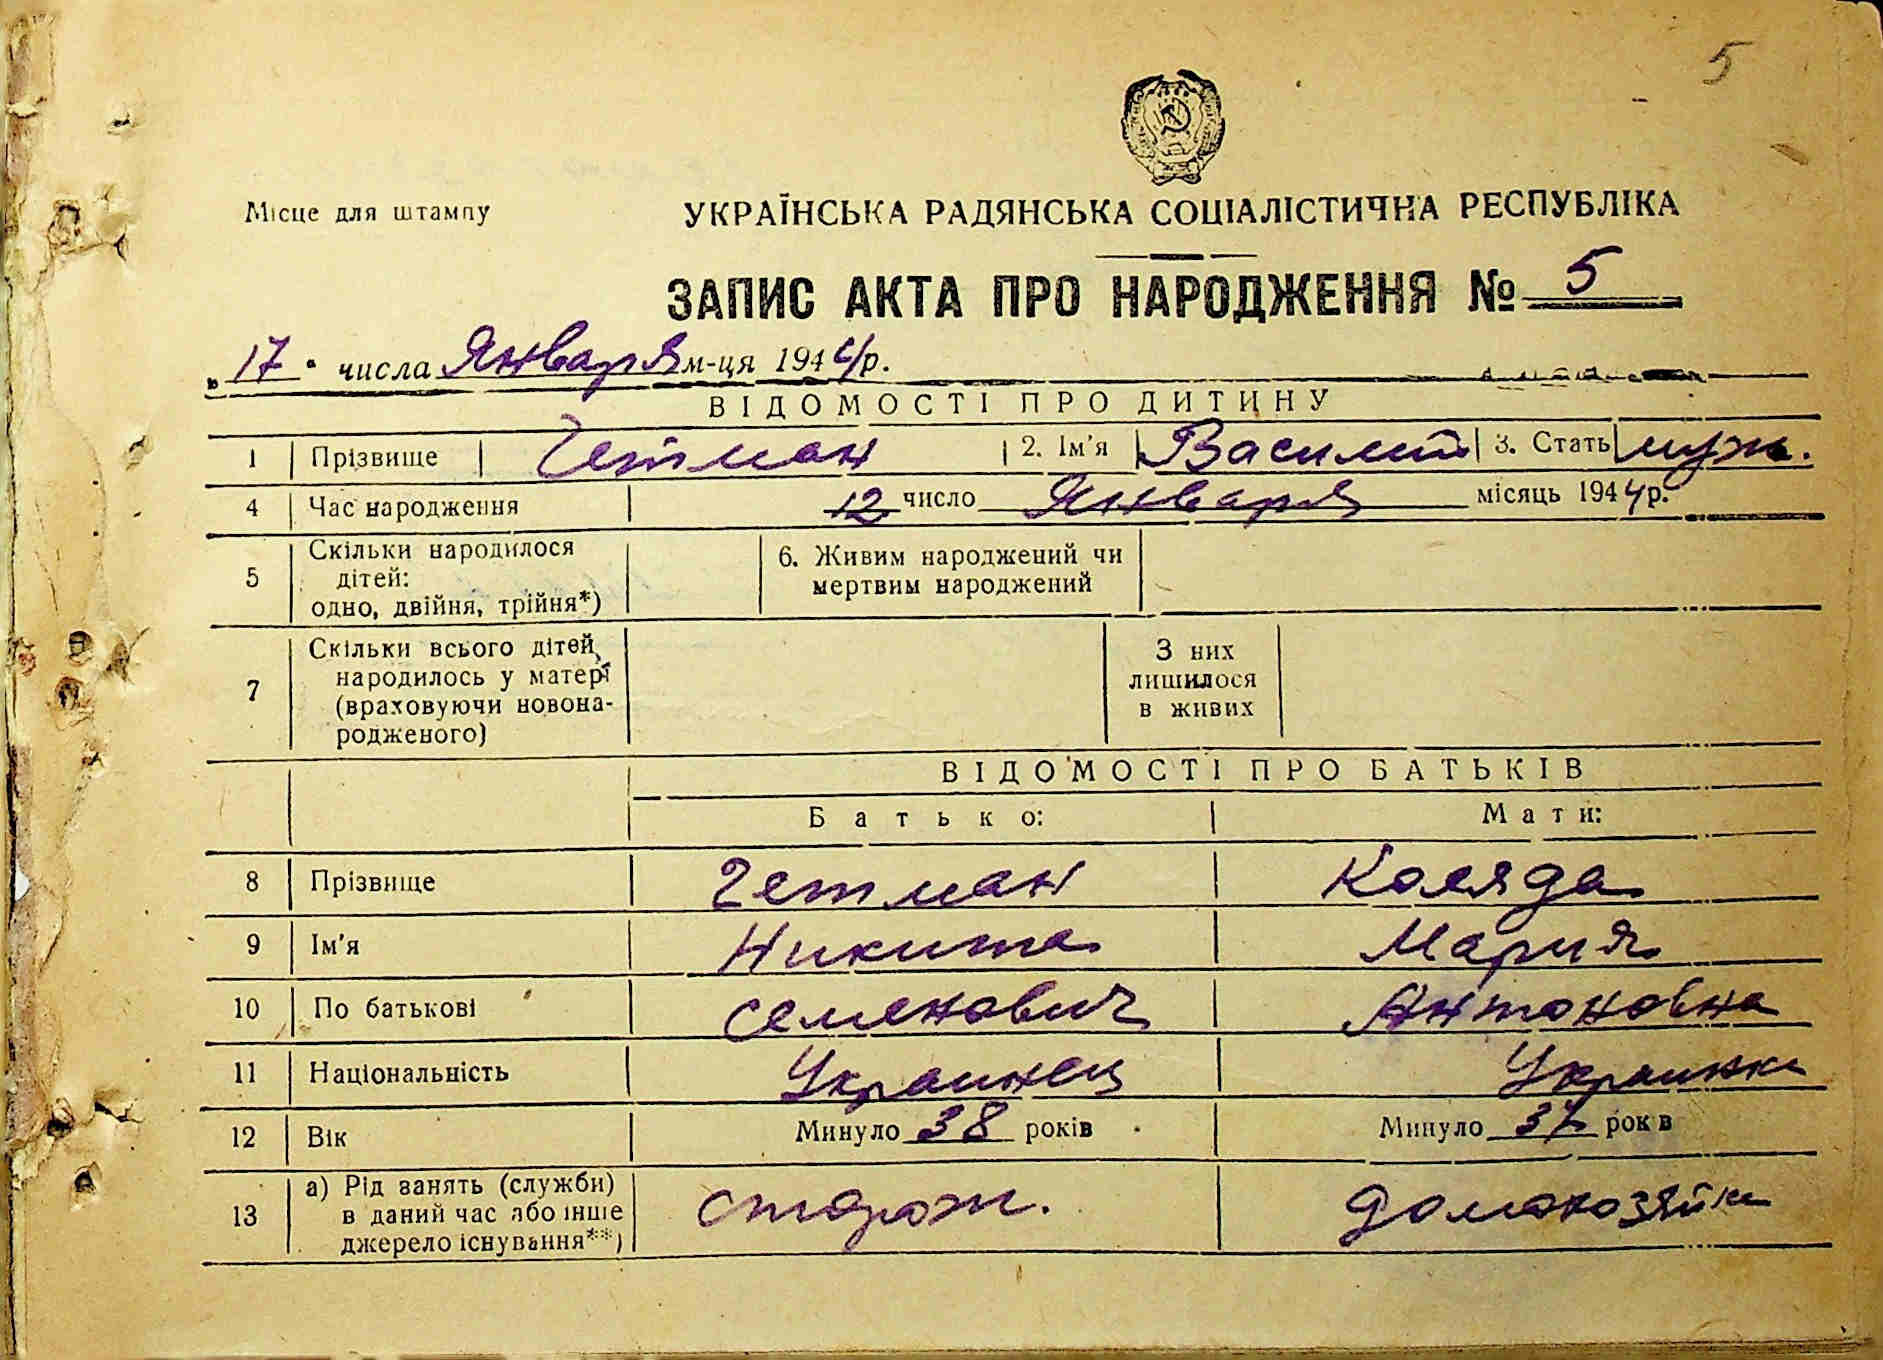 5
Місце для штампу
УКРАЇНСЬКА РАДЯНСЬКА СОЦІАЛІСТИЧНА РЕСПУБЛІКА
ЗАПИС АКТА ПРО НАРОДЖЕННЯ № 5
„17" числа Января м-ця 1944 р.
ВІДОМОСТІ ПРО ДИТИНУ
1 Прізвище Гетман 2. Ім'я Василий 3. Стать муж.
4 Час народження 12 число Января місяць 1944 р.
5 Скільки народилося
дітей:
одно, двійня, трійня*)
6. Живим народжений чи
мертвим народжений
7 Скільки всього дітей
народилось у матері
(враховуючи новона-
родженого)
З них
лишилося
в живих
ВІДОМОСТІ ПРО БАТЬКІВ
Батько: Мати:
8 Прізвище Гетман Коляда
9 Ім'я Никита Мария
10 По батькові Семенович Антоновна
11 Національність Украинец Украинка
12 Вік Минуло 38 років Минуло 37 рок в
13 а) Рід занять (служби)
в даний час або інше
джерело існування**)
сторож. домохозяйка